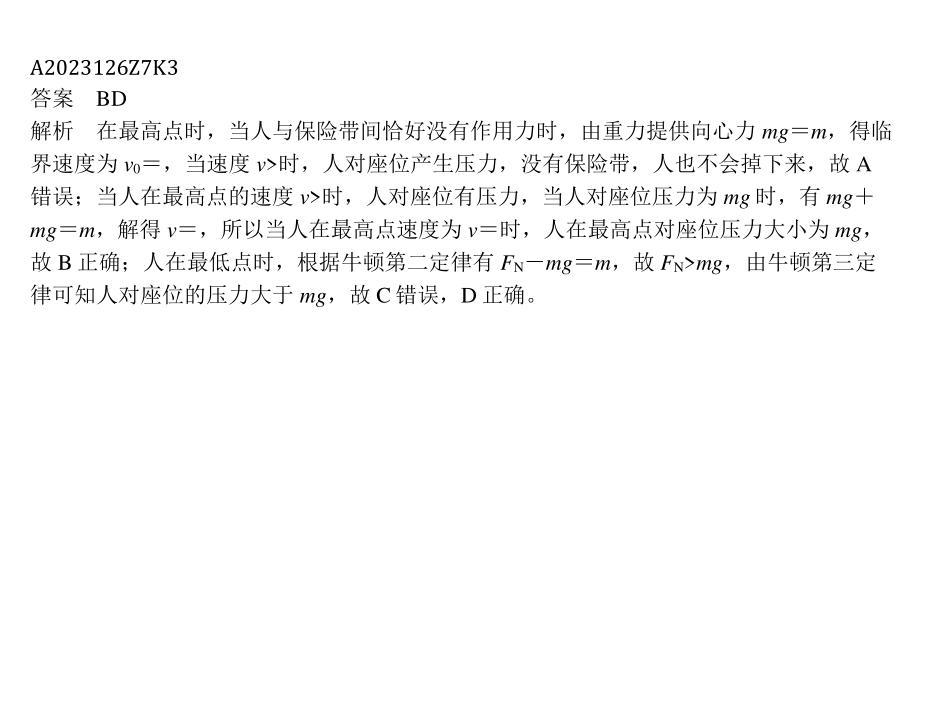 A2023126Z7K3
答案　BD
解析　在最高点时，当人与保险带间恰好没有作用力时，由重力提供向心力 mg＝m，得临
界速度为 v₀＝，当速度 v>时，人对座位产生压力，没有保险带，人也不会掉下来，故 A
错误；当人在最高点的速度 v>时，人对座位有压力，当人对座位压力为 mg 时，有 mg＋
mg＝m，解得 v＝，所以当人在最高点速度为 v＝时，人在最高点对座位压力大小为 mg，
故 B 正确；人在最低点时，根据牛顿第二定律有 F_N－mg＝m，故 F_N>mg，由牛顿第三定
律可知人对座位的压力大于 mg，故 C 错误，D 正确。